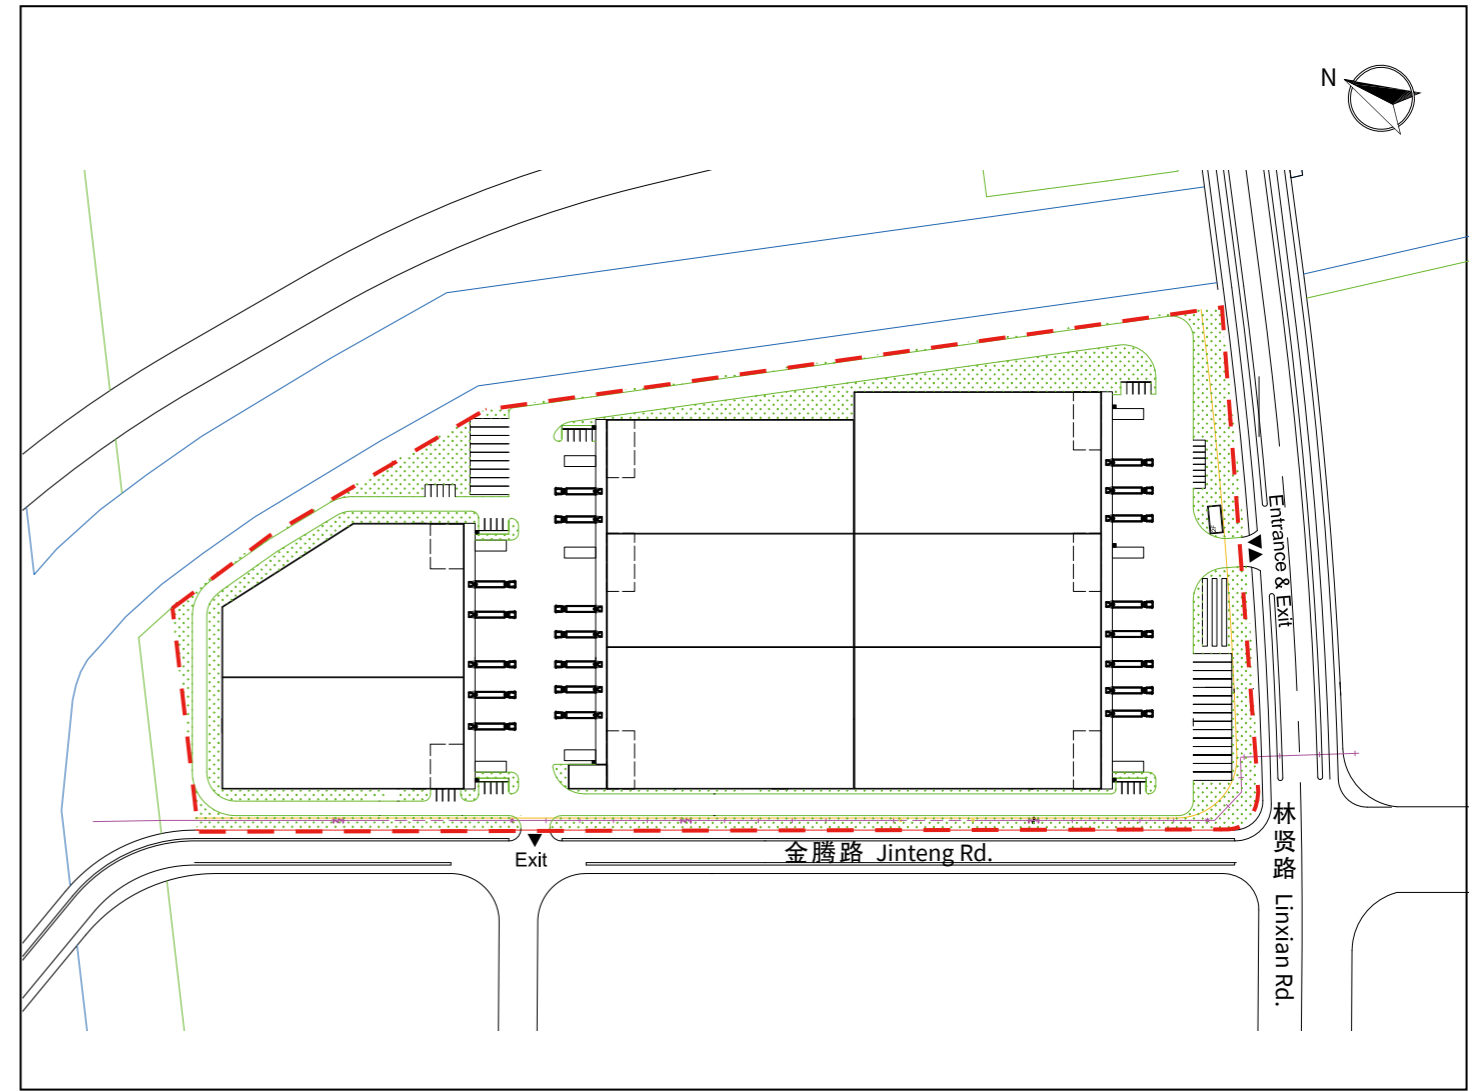 N
Entrance & Exit
Exit
金腾路 Jinteng Rd.
林贤路 Linxian Rd.